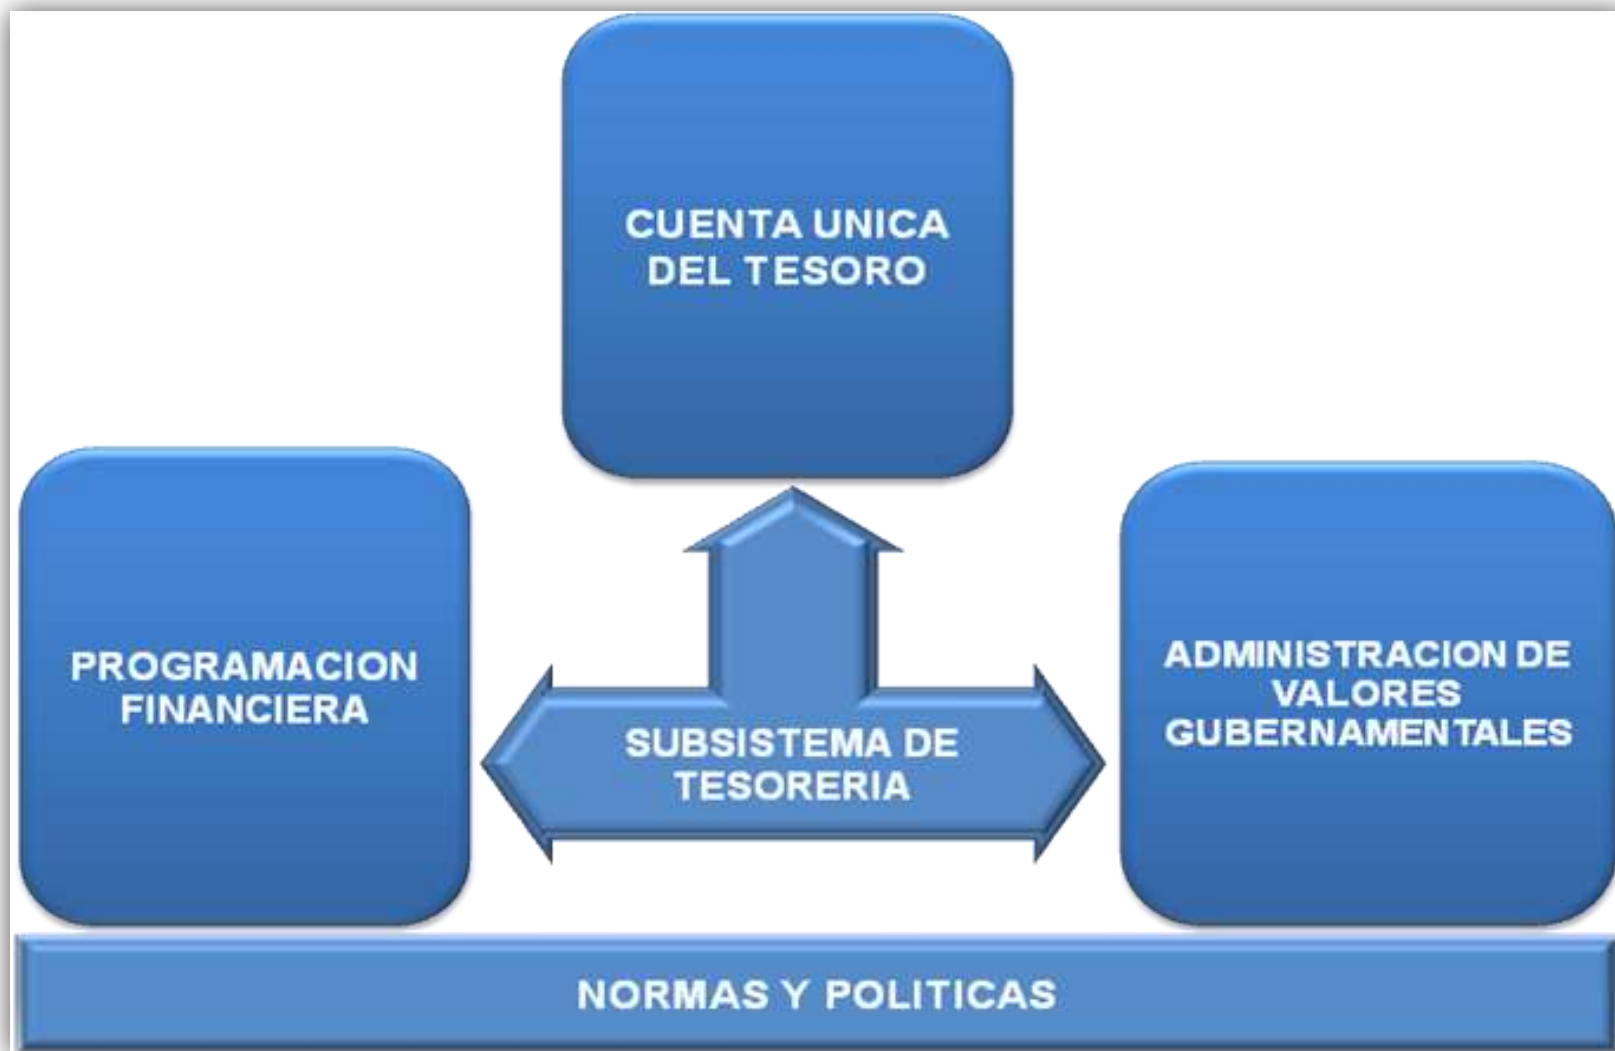 CUENTA UNICA
DEL TESORO
PROGRAMACION
FINANCIERA
SUBSISTEMA DE
TESORERIA
ADMINISTRACION DE
VALORES
GUBERNAMENTALES
NORMAS Y POLITICAS